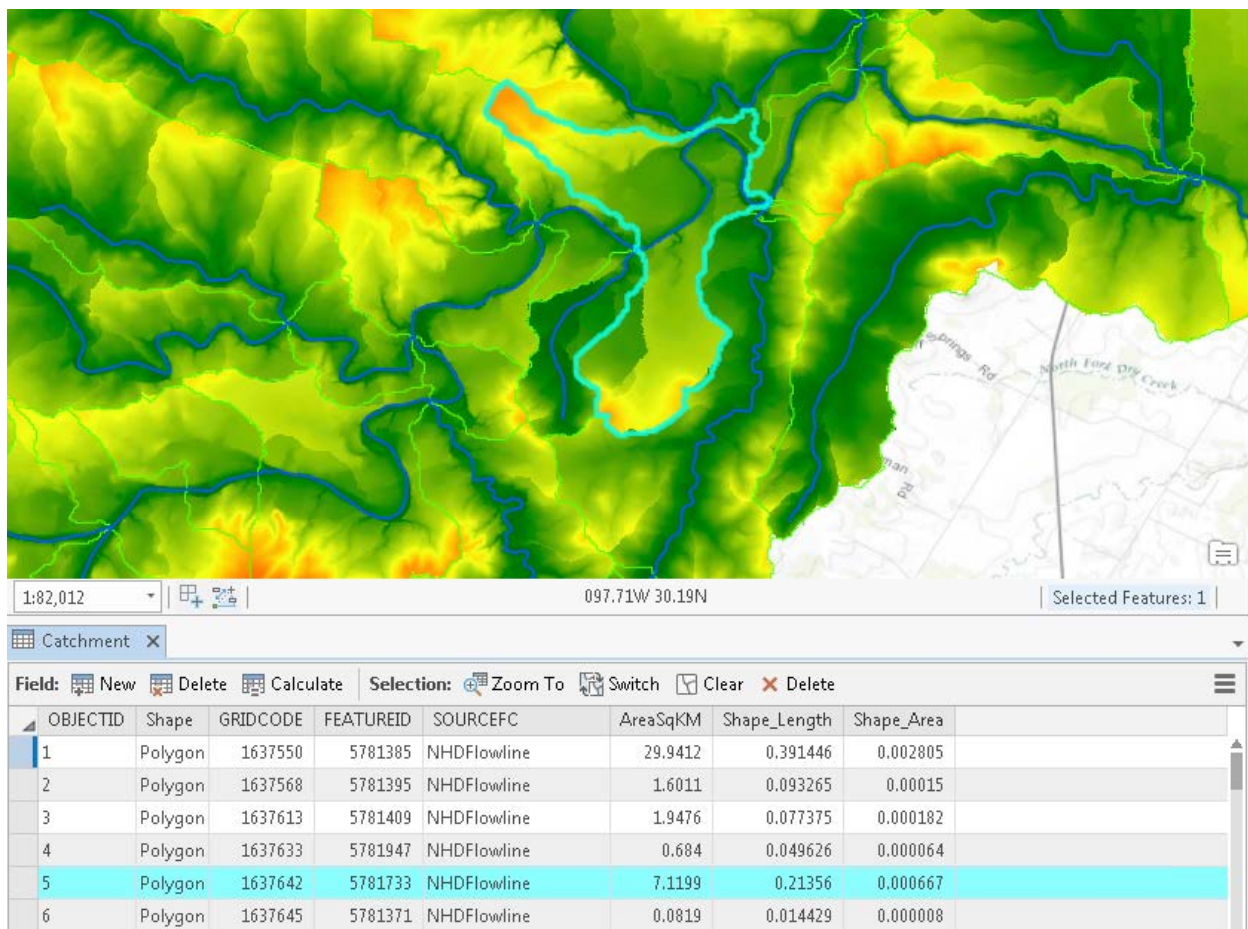 Springs Rd
North Fork Dry Creek
man Rd
1:82,012
097.71W 30.19N
Selected Features: 1
Catchment
Field: New Delete Calculate Selection: Zoom To Switch Clear Delete
OBJECTID Shape GRIDCODE FEATUREID SOURCEFC AreaSqKM Shape_Length Shape_Area
1 Polygon 1637550 5781385 NHDFlowline 29.9412 0.391446 0.002805
2 Polygon 1637568 5781395 NHDFlowline 1.6011 0.093265 0.00015
3 Polygon 1637613 5781409 NHDFlowline 1.9476 0.077375 0.000182
4 Polygon 1637633 5781947 NHDFlowline 0.684 0.049626 0.000064
5 Polygon 1637642 5781733 NHDFlowline 7.1199 0.21356 0.000667
6 Polygon 1637645 5781371 NHDFlowline 0.0819 0.014429 0.000008